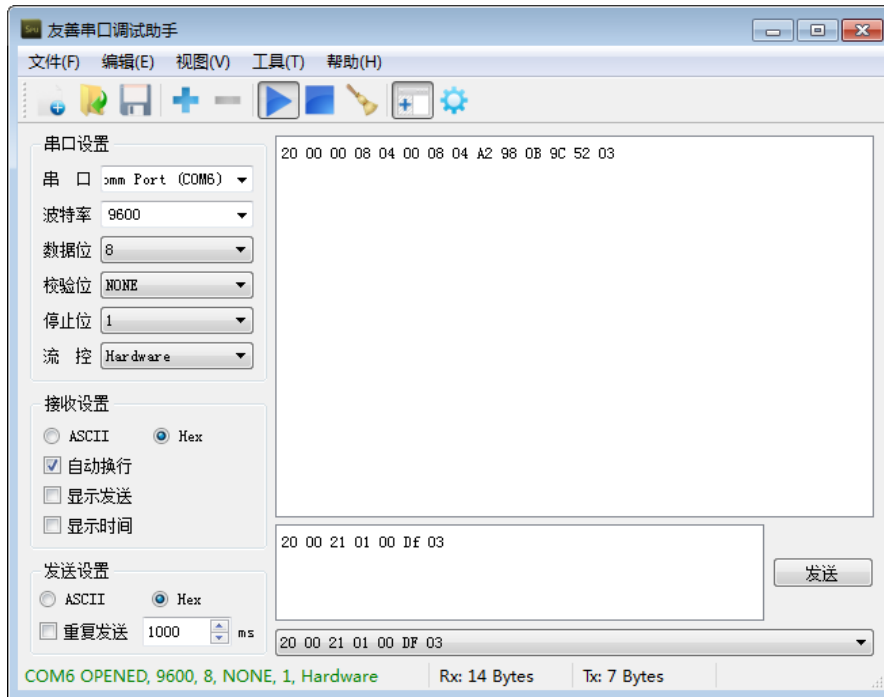 友善串口调试助手
文件(F) 编辑(E) 视图(V) 工具(T) 帮助(H)
串口设置
串 口 omm Port (COM6)
波特率 9600
数据位 8
校验位 NONE
停止位 1
流 控 Hardware
接收设置
ASCII Hex
自动换行
显示发送
显示时间
发送设置
ASCII Hex
重复发送 1000 ms
20 00 00 08 04 00 08 04 A2 98 0B 9C 52 03
20 00 21 01 00 Df 03
发送
20 00 21 01 00 DF 03
COM6 OPENED, 9600, 8, NONE, 1, Hardware Rx: 14 Bytes Tx: 7 Bytes